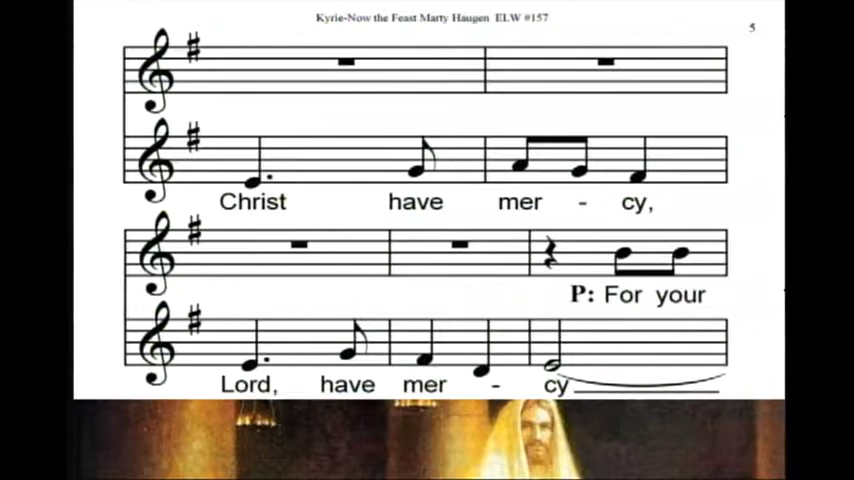 Kyrie-Now the Feast Marty Haugen ELW #157
5
Christ have mer - cy,
P: For your
Lord, have mer - cy